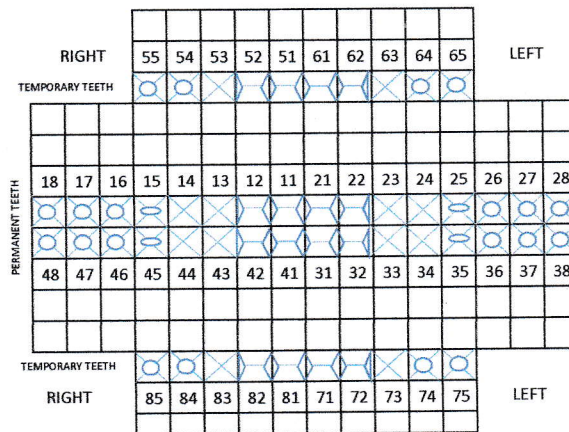 RIGHT 55 54 53 52 51 61 62 63 64 65 LEFT
TEMPORARY TEETH
PERMANENT TEETH
18 17 16 15 14 13 12 11 21 22 23 24 25 26 27 28
48 47 46 45 44 43 42 41 31 32 33 34 35 36 37 38
TEMPORARY TEETH
RIGHT 85 84 83 82 81 71 72 73 74 75 LEFT